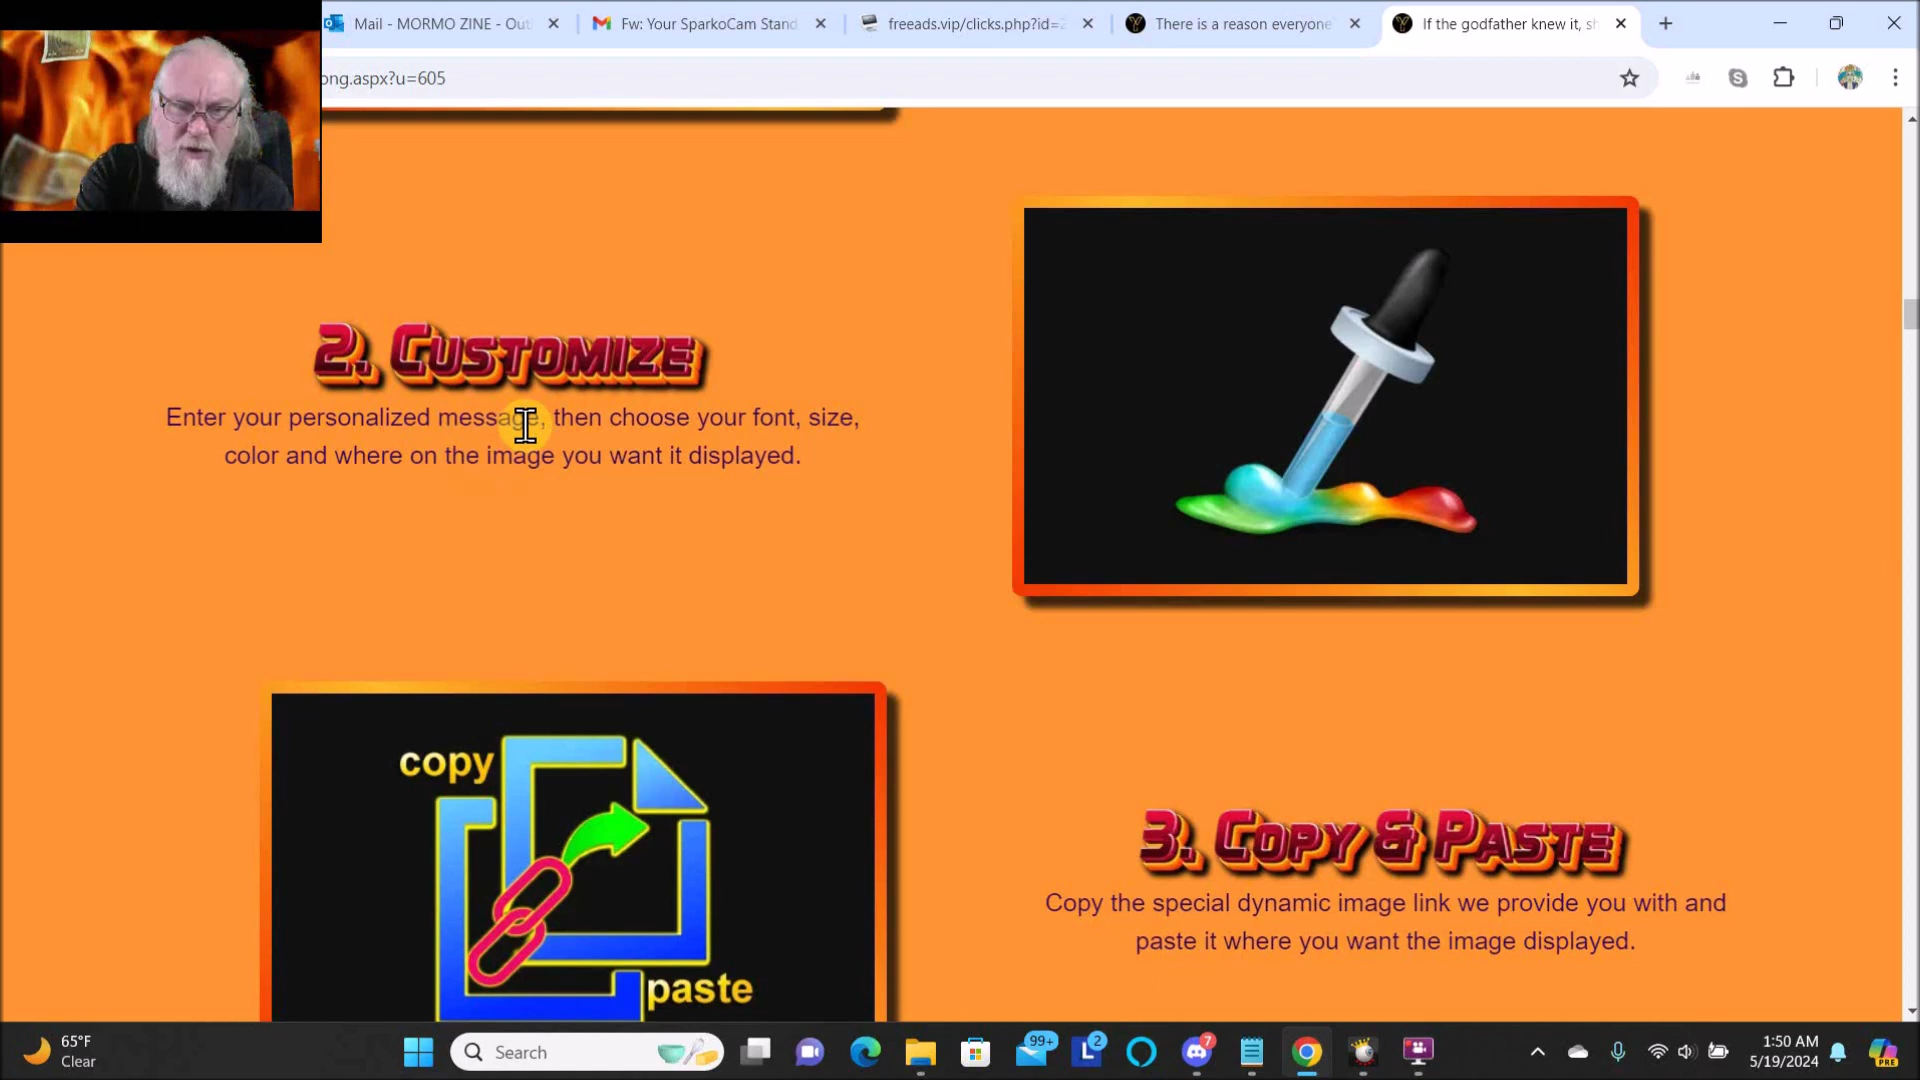 Mail - MORMO ZINE - Out
Fw: Your SparkoCam Stand
freeads.vip/clicks.php?id=2
There is a reason everyone
If the godfather knew it, sh
ong.aspx?u=605
2. Customize
Enter your personalized message, then choose your font, size,
color and where on the image you want it displayed.
copy
paste
3. Copy & Paste
Copy the special dynamic image link we provide you with and
paste it where you want the image displayed.
65°F
Clear
Search
99+
2
7
1:50 AM
5/19/2024
PRE